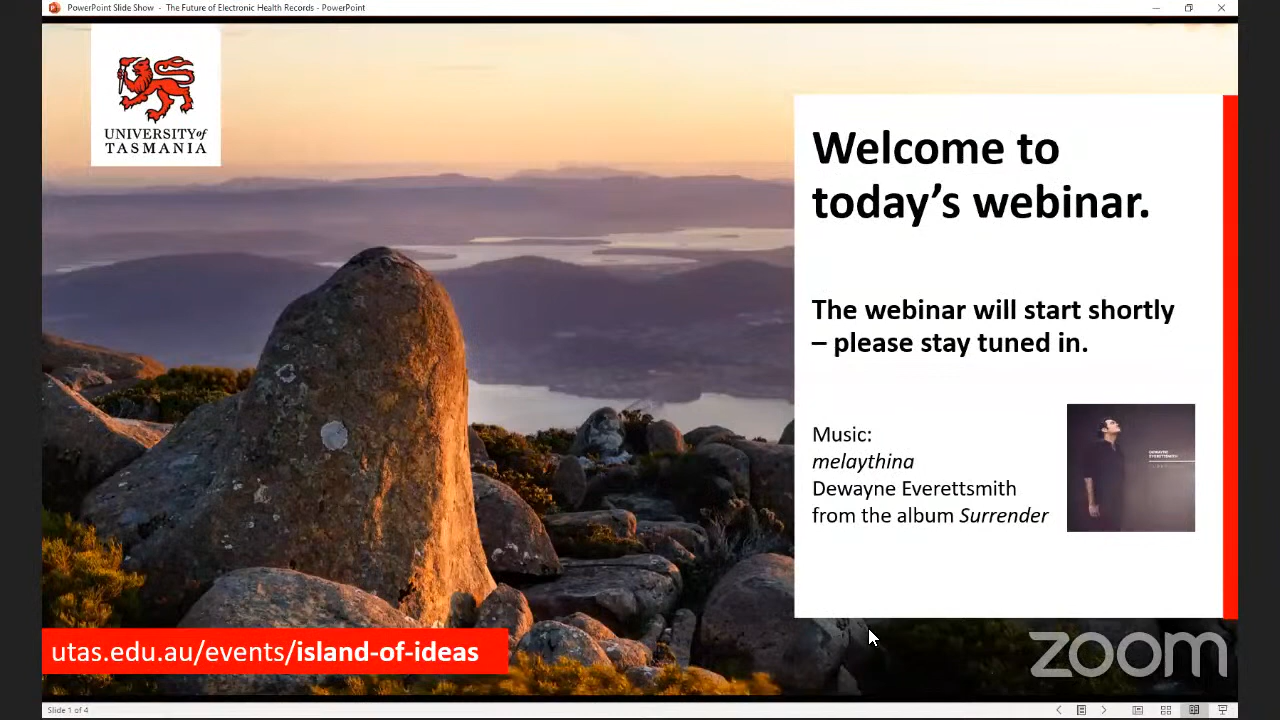 PowerPoint Slide Show - The Future of Electronic Health Records - PowerPoint
UNIVERSITY of
TASMANIA
Welcome to
today’s webinar.
The webinar will start shortly
– please stay tuned in.
Music:
melaythina
Dewayne Everettsmith
from the album Surrender
DEWAYNE
EVERETTSMITH
utas.edu.au/events/island-of-ideas
zoom
Slide 1 of 4